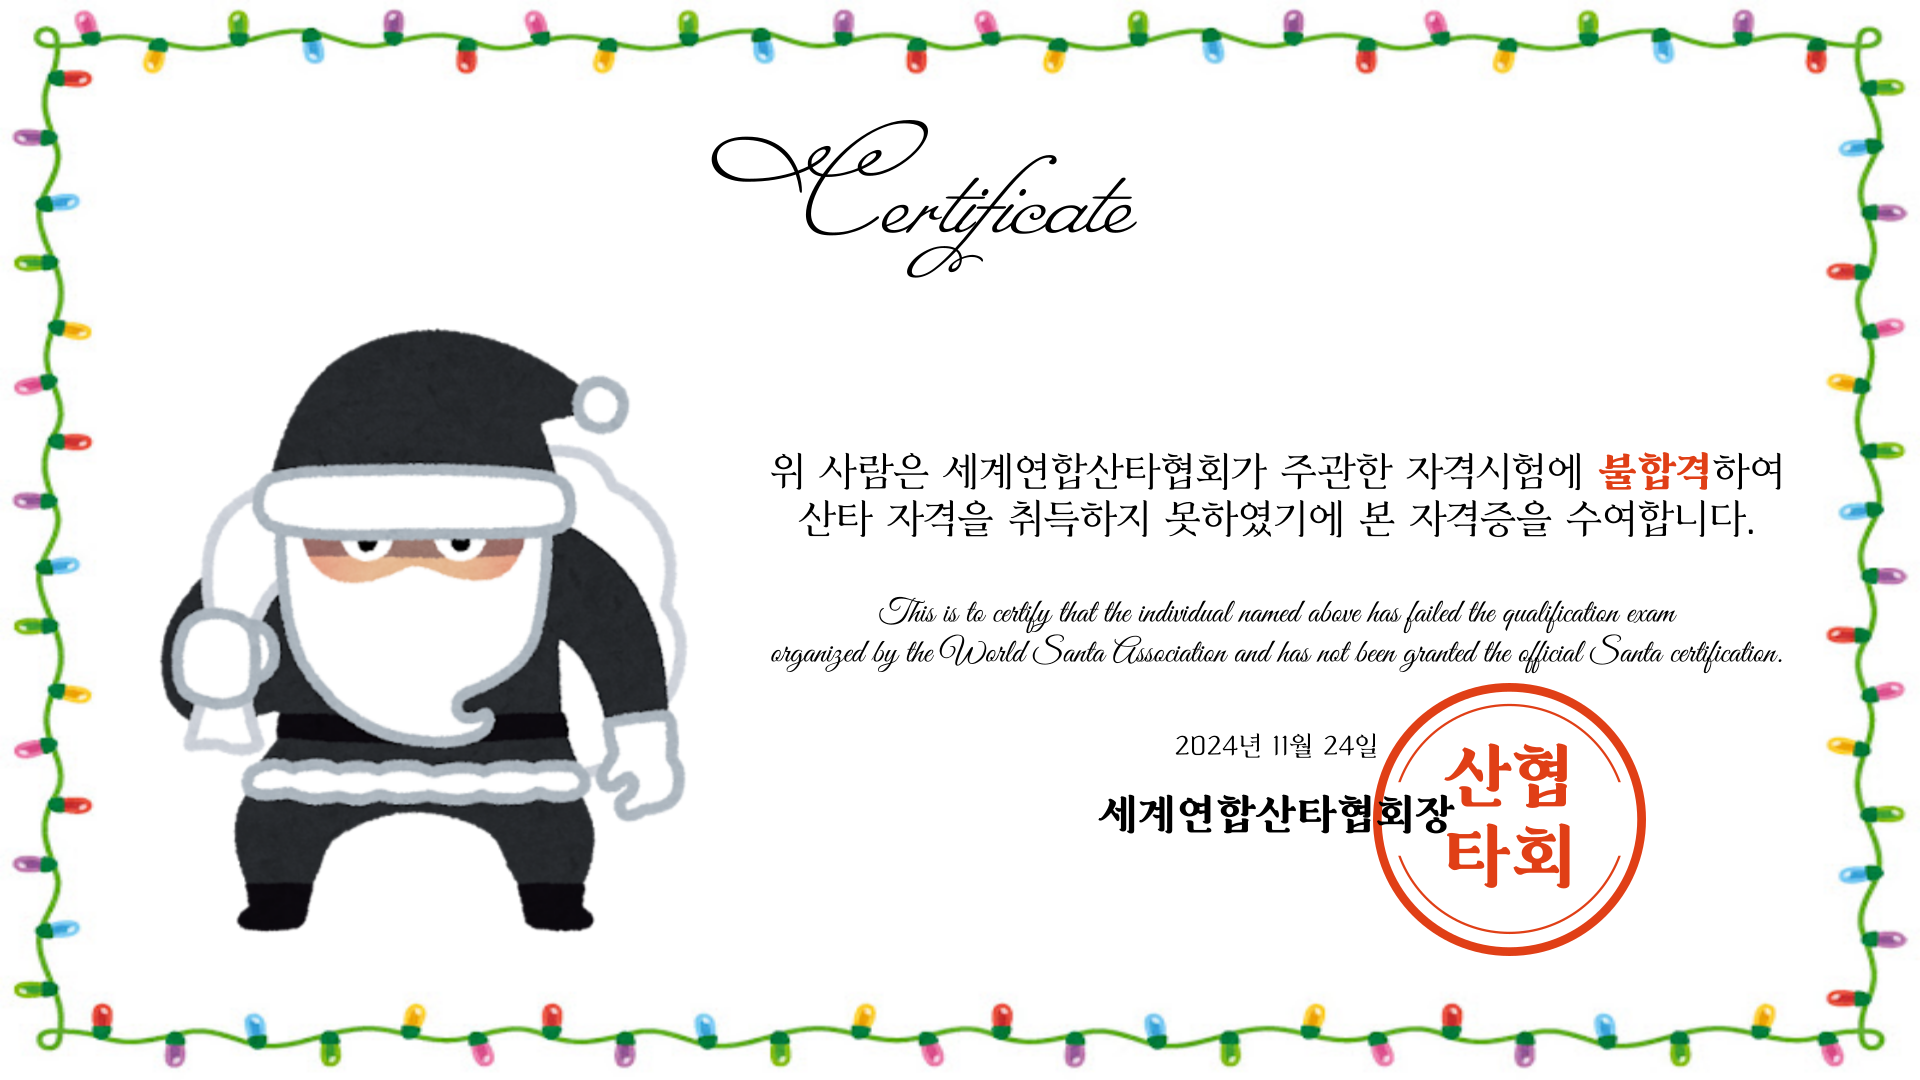 Certificate
위 사람은 세계연합산타협회가 주관한 자격시험에 불합격하여
산타 자격을 취득하지 못하였기에 본 자격증을 수여합니다.
This is to certify that the individual named above has failed the qualification exam
organized by the World Santa Association and has not been granted the official Santa certification.
2024년 11월 24일
세계연합산타협회장
산협
타회